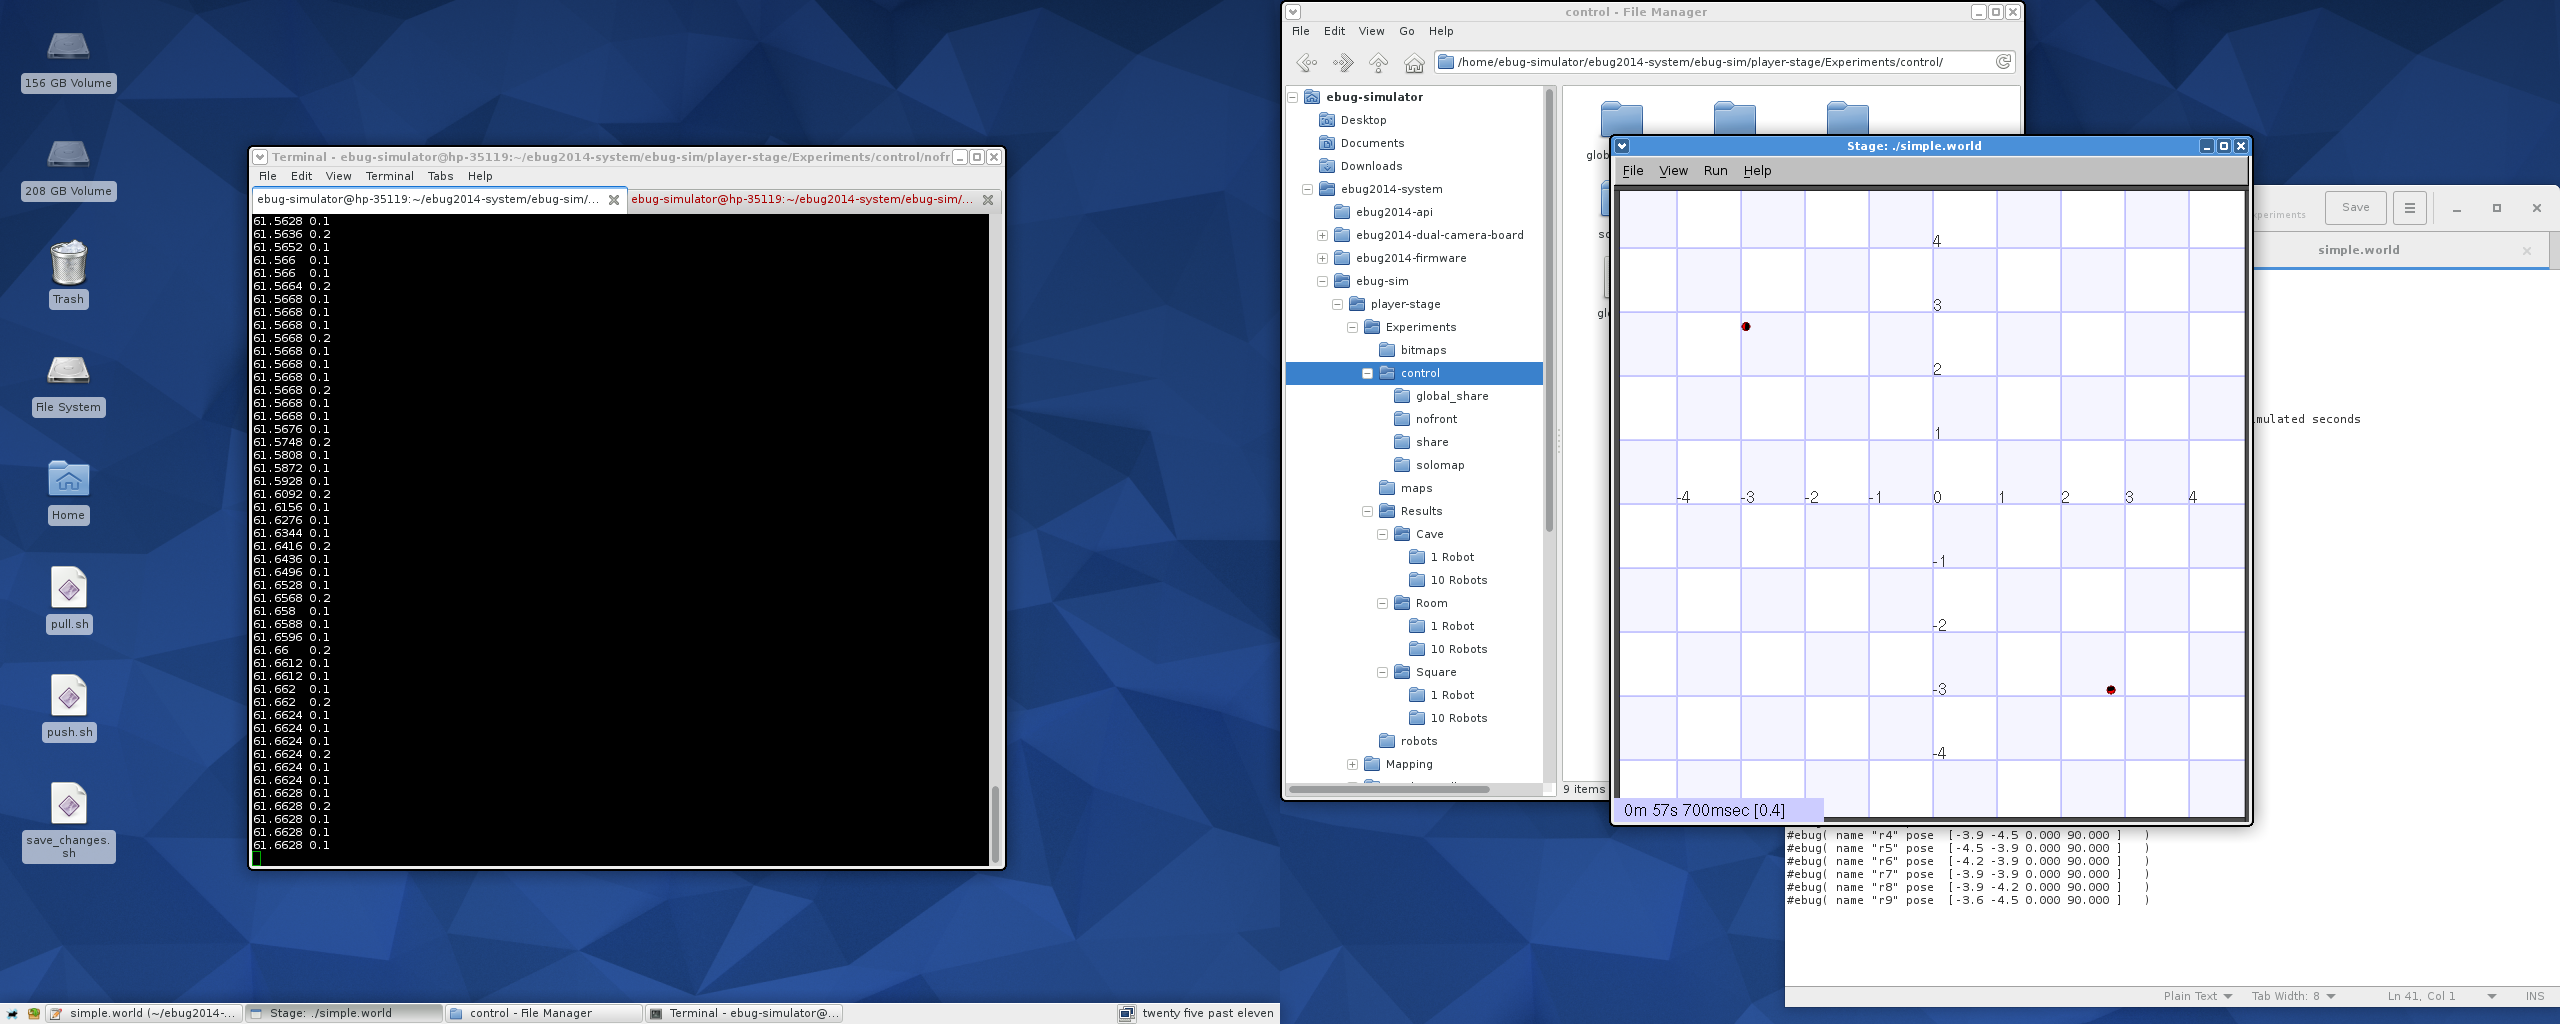 156 GB Volume
208 GB Volume
Trash
File System
Home
pull.sh
push.sh
save_changes.
sh
Terminal - ebug-simulator@hp-35119:~/ebug2014-system/ebug-sim/player-stage/Experiments/control/nofr
File Edit View Terminal Tabs Help
ebug-simulator@hp-35119:~/ebug2014-system/ebug-sim/... ebug-simulator@hp-35119:~/ebug2014-system/ebug-sim/...
61.5628 0.1
61.5636 0.2
61.5652 0.1
61.566 0.1
61.566 0.1
61.5664 0.2
61.5668 0.1
61.5668 0.1
61.5668 0.1
61.5668 0.2
61.5668 0.1
61.5668 0.1
61.5668 0.1
61.5668 0.2
61.5668 0.1
61.5668 0.1
61.5676 0.1
61.5748 0.2
61.5808 0.1
61.5872 0.1
61.5928 0.1
61.6092 0.2
61.6156 0.1
61.6276 0.1
61.6344 0.1
61.6416 0.2
61.6436 0.1
61.6496 0.1
61.6528 0.1
61.6568 0.2
61.658 0.1
61.6588 0.1
61.6596 0.1
61.66 0.2
61.6612 0.1
61.6612 0.1
61.662 0.1
61.662 0.2
61.6624 0.1
61.6624 0.1
61.6624 0.1
61.6624 0.2
61.6624 0.1
61.6624 0.1
61.6628 0.1
61.6628 0.2
61.6628 0.1
61.6628 0.1
61.6628 0.1
control - File Manager
File Edit View Go Help
/home/ebug-simulator/ebug2014-system/ebug-sim/player-stage/Experiments/control/
ebug-simulator
Desktop
Documents
Downloads
ebug2014-system
ebug2014-api
ebug2014-dual-camera-board
ebug2014-firmware
ebug-sim
player-stage
Experiments
bitmaps
control
global_share
nofront
share
solomap
maps
Results
Cave
1 Robot
10 Robots
Room
1 Robot
10 Robots
Square
1 Robot
10 Robots
robots
Mapping
glob
so
glo
9 items
Stage: ./simple.world
File View Run Help
4
3
2
1
-4 -3 -2 -1 0 1 2 3 4
-1
-2
-3
-4
0m 57s 700msec [0.4]
xperiments
Save
simple.world
mulated seconds
#ebug( name "r4" pose [-3.9 -4.5 0.000 90.000 ] )
#ebug( name "r5" pose [-4.5 -3.9 0.000 90.000 ] )
#ebug( name "r6" pose [-4.2 -3.9 0.000 90.000 ] )
#ebug( name "r7" pose [-3.9 -3.9 0.000 90.000 ] )
#ebug( name "r8" pose [-3.9 -4.2 0.000 90.000 ] )
#ebug( name "r9" pose [-3.6 -4.5 0.000 90.000 ] )
Plain Text Tab Width: 8 Ln 41, Col 1 INS
simple.world (~/ebug2014-... Stage: ./simple.world control - File Manager Terminal - ebug-simulator@... twenty five past eleven